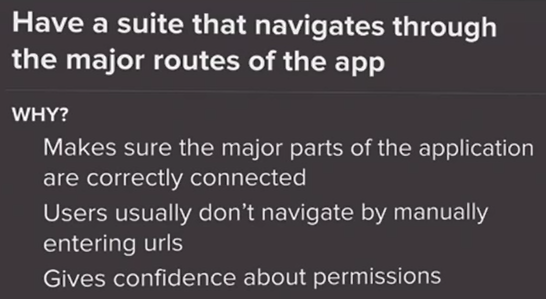 Have a suite that navigates through
the major routes of the app
WHY?
Makes sure the major parts of the application
are correctly connected
Users usually don't navigate by manually
entering urls
Gives confidence about permissions